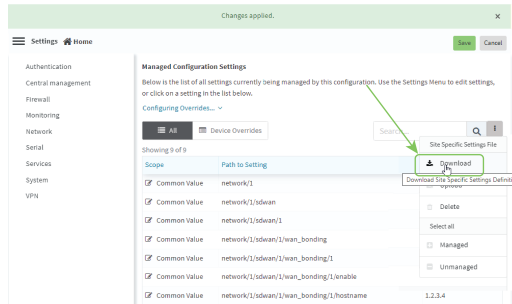 Changes applied.
×
Settings Home
Save Cancel
Authentication
Central management
Firewall
Monitoring
Network
Serial
Services
System
VPN
Managed Configuration Settings
Below is the list of all settings currently being managed by this configuration. Use the Settings Menu to edit settings,
or click on a setting in the list below.
Configuring Overrides...
All Device Overrides
Search
Showing 9 of 9
Scope Path to Setting
Common Value network/1
Common Value network/1/sdwan
Common Value network/1/sdwan/1
Common Value network/1/sdwan/1/wan_bonding
Common Value network/1/sdwan/1/wan_bonding/1
Common Value network/1/sdwan/1/wan_bonding/1/enable
Common Value network/1/sdwan/1/wan_bonding/1/hostname 1.2.3.4
Site Specific Settings File
Download
Download Site Specific Settings Definiti
Upload
Delete
Select all
Managed
Unmanaged